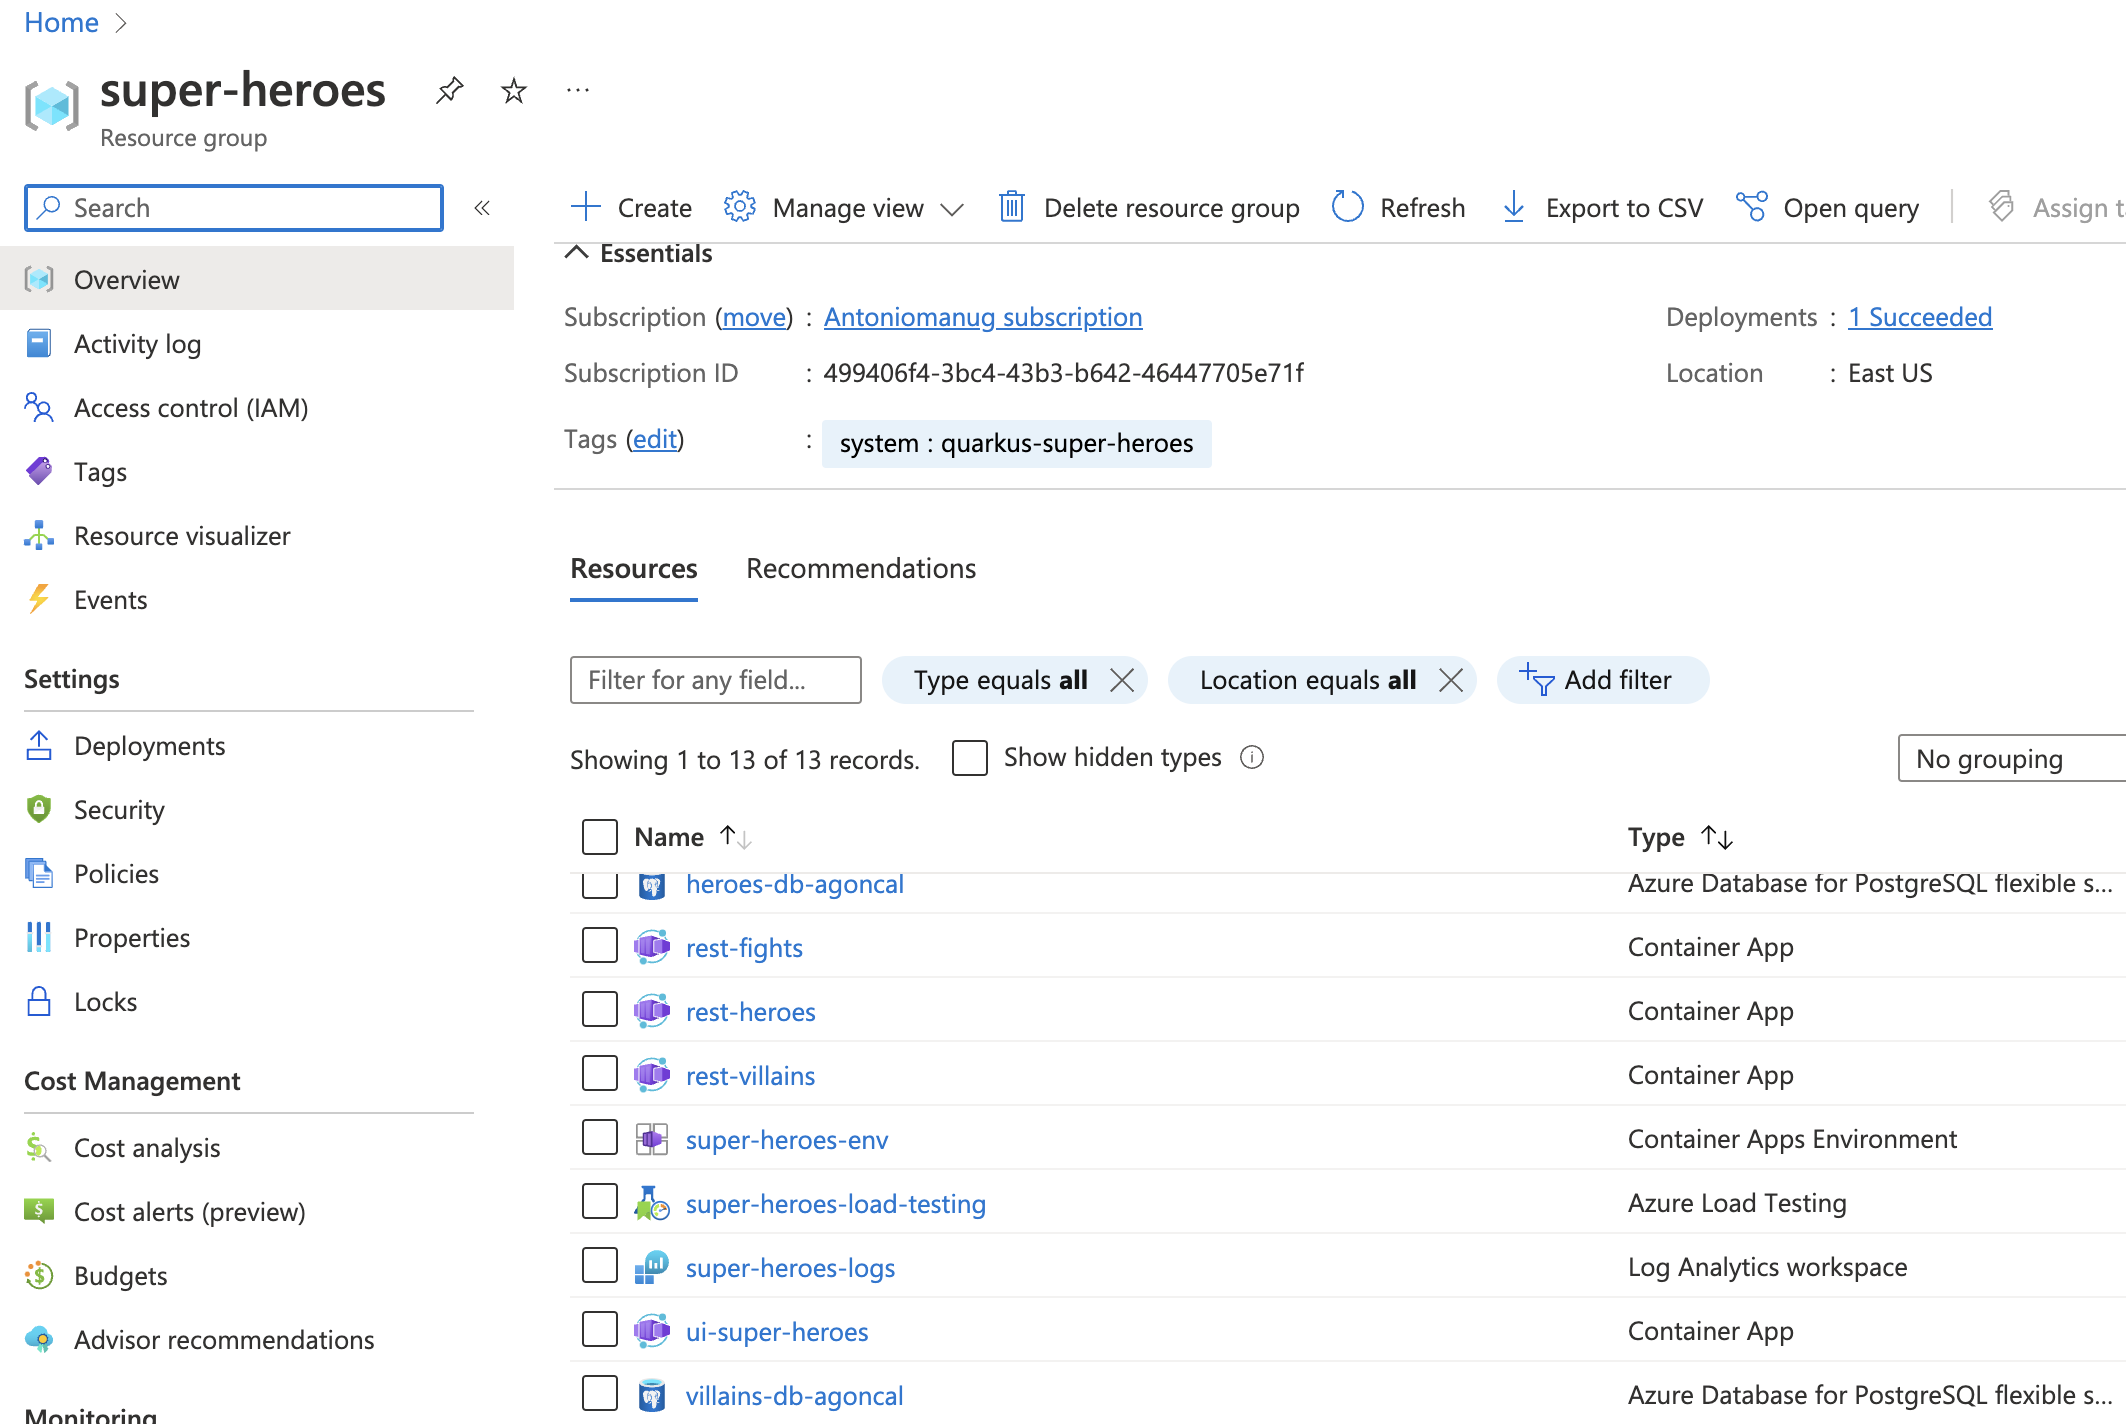 Home
super-heroes
Resource group
Search
Create Manage view Delete resource group Refresh Export to CSV Open query Assign t
Overview
Activity log
Access control (IAM)
Tags
Resource visualizer
Events
Settings
Deployments
Security
Policies
Properties
Locks
Cost Management
Cost analysis
Cost alerts (preview)
Budgets
Advisor recommendations
Monitoring
Essentials
Subscription (move) : Antoniomanug subscription
Subscription ID : 499406f4-3bc4-43b3-b642-46447705e71f
Tags (edit) : system : quarkus-super-heroes
Deployments : 1 Succeeded
Location : East US
Resources Recommendations
Filter for any field... Type equals all Location equals all Add filter
Showing 1 to 13 of 13 records. Show hidden types No grouping
Name Type
heroes-db-agoncal Azure Database for PostgreSQL flexible s...
rest-fights Container App
rest-heroes Container App
rest-villains Container App
super-heroes-env Container Apps Environment
super-heroes-load-testing Azure Load Testing
super-heroes-logs Log Analytics workspace
ui-super-heroes Container App
villains-db-agoncal Azure Database for PostgreSQL flexible s...